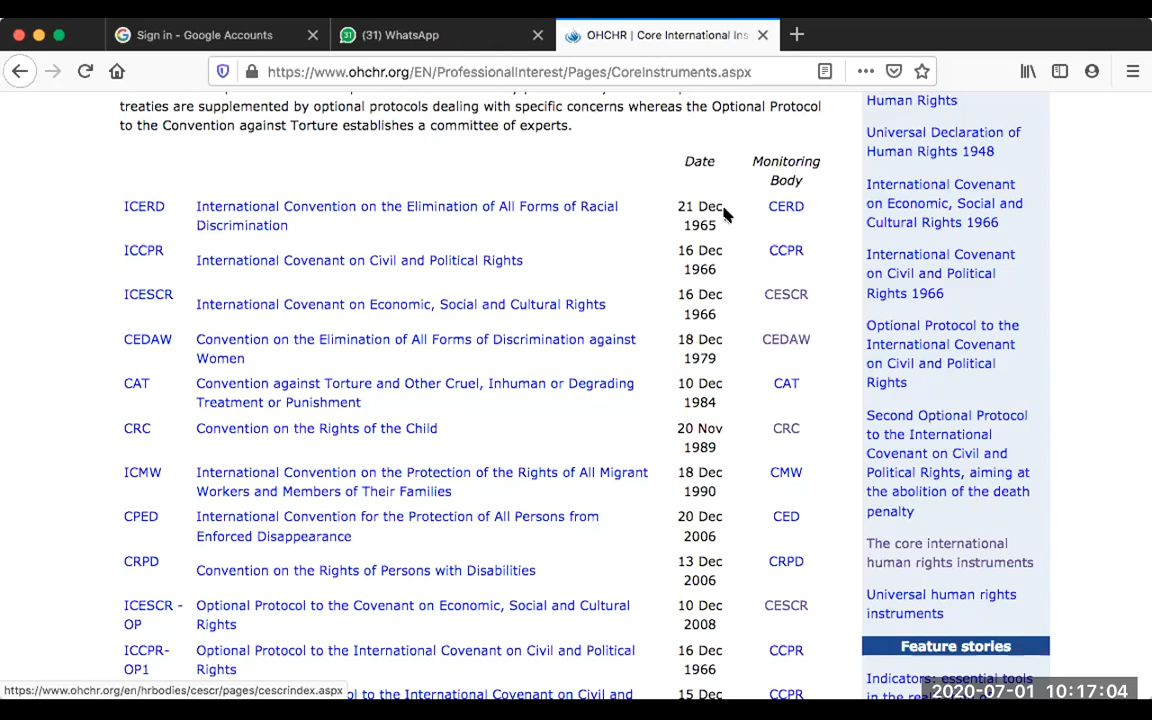 Sign in - Google Accounts
(31) WhatsApp
OHCHR | Core International Ins
https://www.ohchr.org/EN/ProfessionalInterest/Pages/CoreInstruments.aspx
treaties are supplemented by optional protocols dealing with specific concerns whereas the Optional Protocol
to the Convention against Torture establishes a committee of experts.
Date
Monitoring
Body
ICERD International Convention on the Elimination of All Forms of Racial 21 Dec CERD
Discrimination 1965
ICCPR International Covenant on Civil and Political Rights 16 Dec CCPR
1966
ICESCR International Covenant on Economic, Social and Cultural Rights 16 Dec CESCR
1966
CEDAW Convention on the Elimination of All Forms of Discrimination against 18 Dec CEDAW
Women 1979
CAT Convention against Torture and Other Cruel, Inhuman or Degrading 10 Dec CAT
Treatment or Punishment 1984
CRC Convention on the Rights of the Child 20 Nov CRC
1989
ICMW International Convention on the Protection of the Rights of All Migrant 18 Dec CMW
Workers and Members of Their Families 1990
CPED International Convention for the Protection of All Persons from 20 Dec CED
Enforced Disappearance 2006
CRPD Convention on the Rights of Persons with Disabilities 13 Dec CRPD
2006
ICESCR - Optional Protocol to the Covenant on Economic, Social and Cultural 10 Dec CESCR
OP Rights 2008
ICCPR- Optional Protocol to the International Covenant on Civil and Political 16 Dec CCPR
OP1 Rights 1966
ol to the International Covenant on Civil and 15 Dec CCPR
Human Rights
Universal Declaration of
Human Rights 1948
International Covenant
on Economic, Social and
Cultural Rights 1966
International Covenant
on Civil and Political
Rights 1966
Optional Protocol to the
International Covenant
on Civil and Political
Rights
Second Optional Protocol
to the International
Covenant on Civil and
Political Rights, aiming at
the abolition of the death
penalty
The core international
human rights instruments
Universal human rights
instruments
Feature stories
Indicators: essential tools
in the
https://www.ohchr.org/en/hrbodies/cescr/pages/cescrindex.aspx
2020-07-01 10:17:04